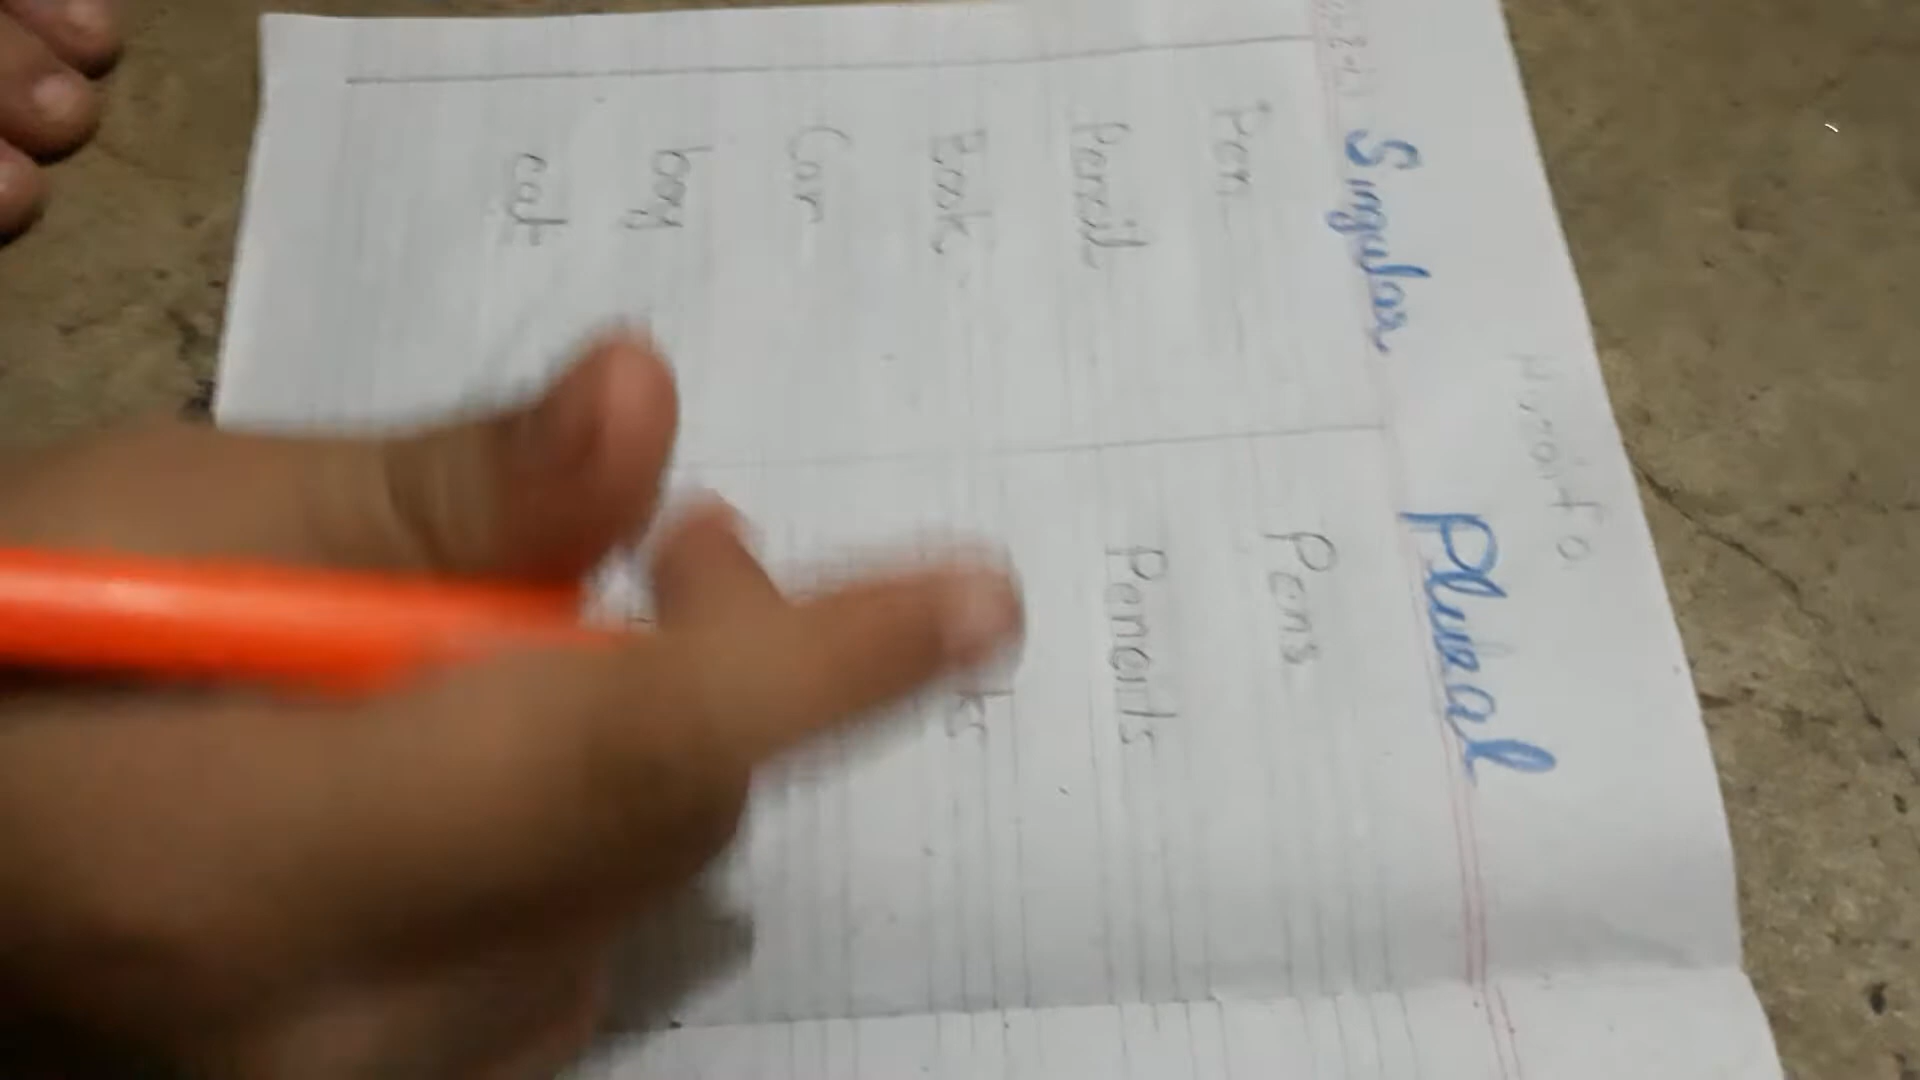 Singular Plural
Pen Pens
Pencil Pencils
Book
Car
boy
cat